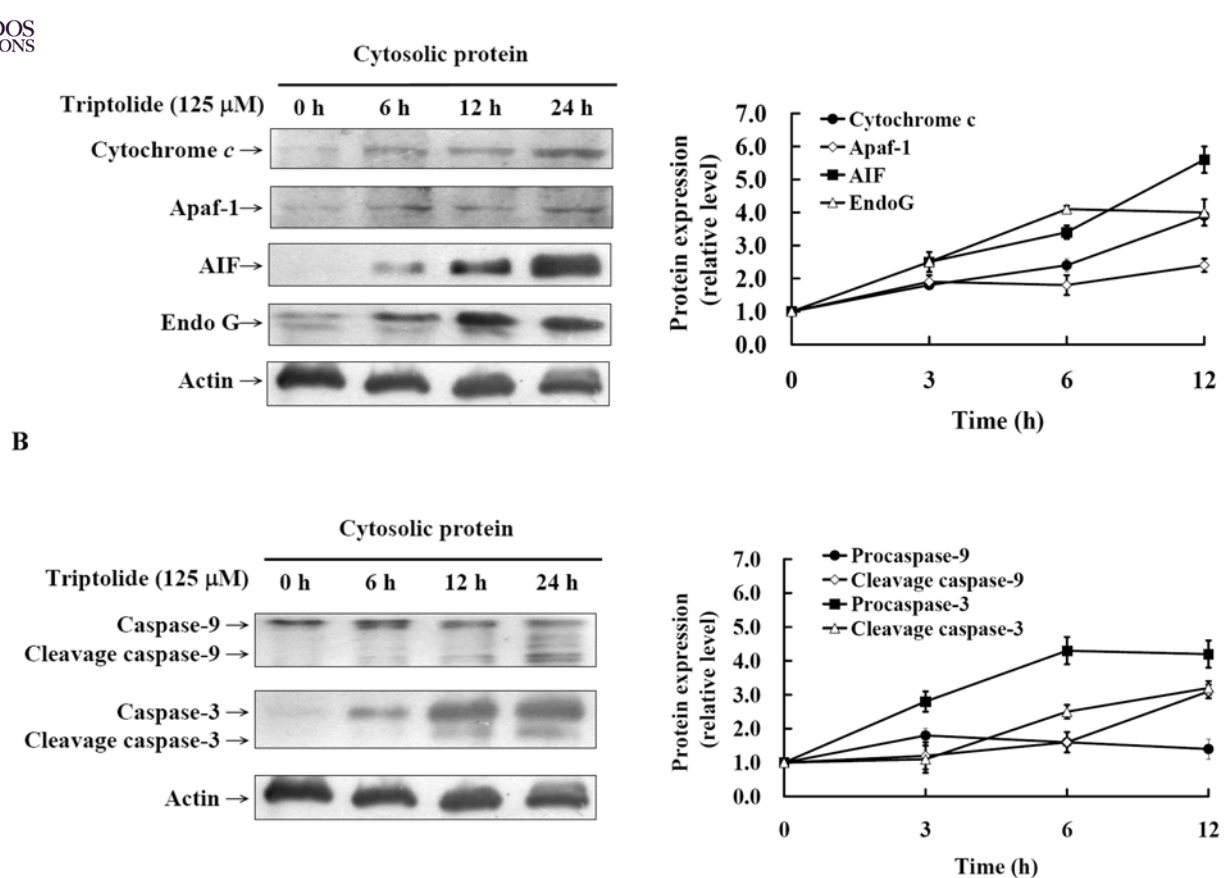 DOS
ONS
Cytosolic protein
Triptolide (125 μM) 0 h 6 h 12 h 24 h
Cytochrome c →
Apaf-1 →
AIF→
Endo G→
Actin →
7.0
6.0
5.0
4.0
3.0
2.0
1.0
0.0
Protein expression
(relative level)
Cytochrome c
Apaf-1
AIF
EndoG
0 3 6 12
Time (h)
B
Cytosolic protein
Triptolide (125 μM) 0 h 6 h 12 h 24 h
Caspase-9 →
Cleavage caspase-9 →
Caspase-3 →
Cleavage caspase-3 →
Actin →
7.0
6.0
5.0
4.0
3.0
2.0
1.0
0.0
Protein expression
(relative level)
Procaspase-9
Cleavage caspase-9
Procaspase-3
Cleavage caspase-3
0 3 6 12
Time (h)